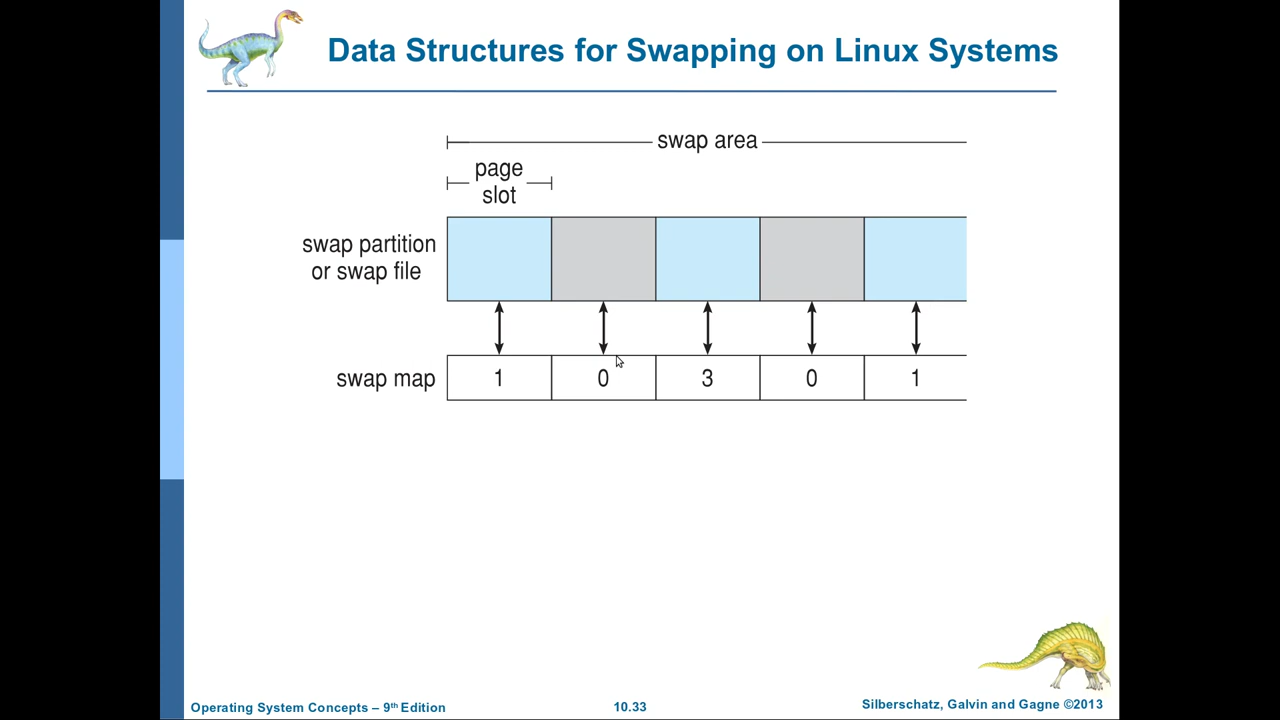 Data Structures for Swapping on Linux Systems
swap area
page
slot
swap partition
or swap file
swap map
1 0 3 0 1
Operating System Concepts – 9th Edition
10.33
Silberschatz, Galvin and Gagne ©2013